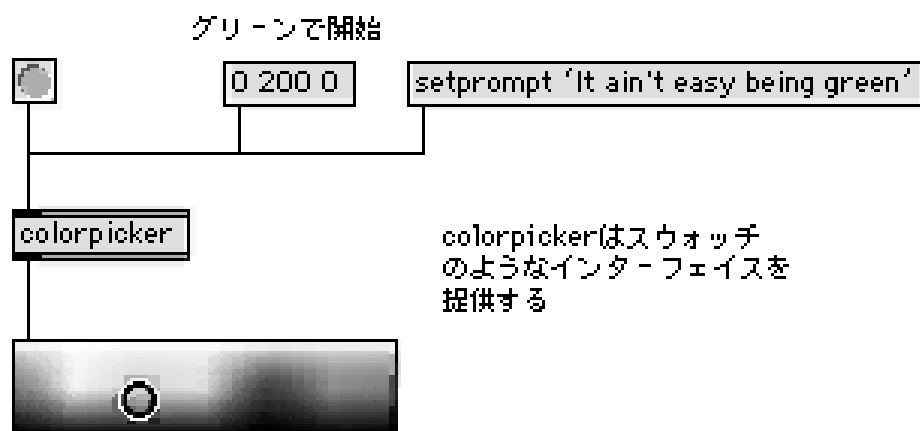 グリーンで開始
0 200 0
setprompt ‘It ain't easy being green’
colorpicker
colorpickerはスウォッチ
のようなインターフェイスを
提供する